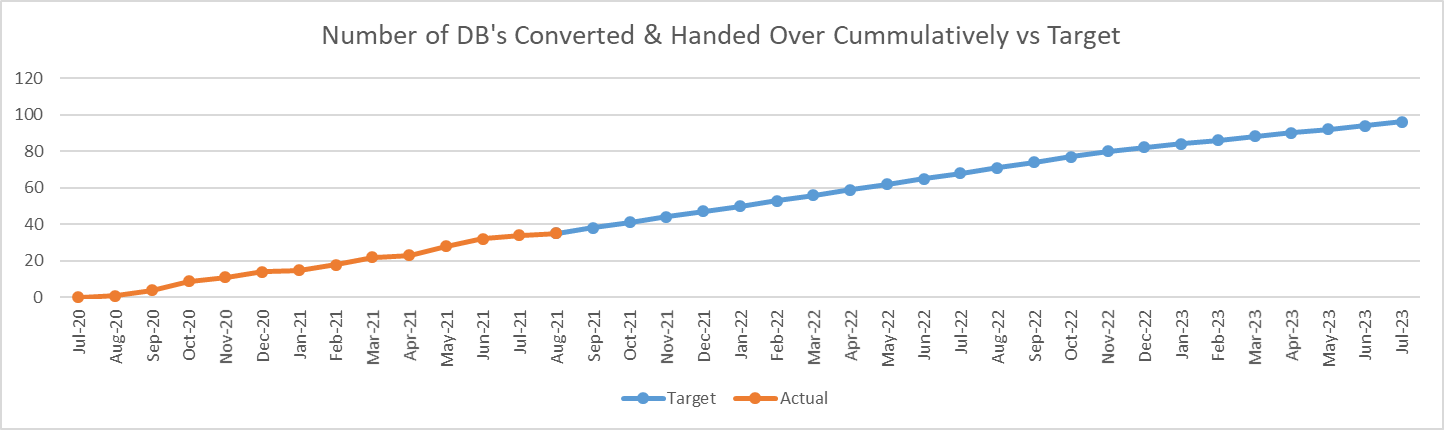 Number of DB's Converted & Handed Over Cummulatively vs Target
120
100
80
60
40
20
0
Jul-20
Aug-20
Sep-20
Oct-20
Nov-20
Dec-20
Jan-21
Feb-21
Mar-21
Apr-21
May-21
Jun-21
Jul-21
Aug-21
Sep-21
Oct-21
Nov-21
Dec-21
Jan-22
Feb-22
Mar-22
Apr-22
May-22
Jun-22
Jul-22
Aug-22
Sep-22
Oct-22
Nov-22
Dec-22
Jan-23
Feb-23
Mar-23
Apr-23
May-23
Jun-23
Jul-23
Target Actual